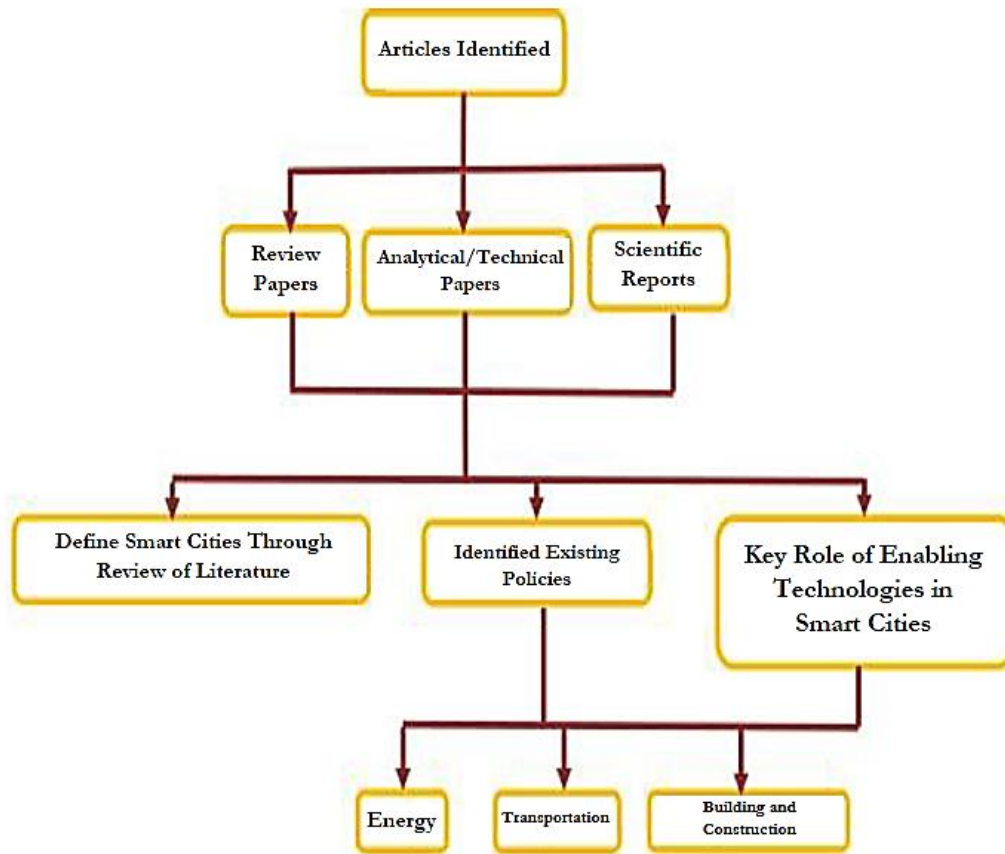 Articles Identified
Review
Papers
Analytical/Technical
Papers
Scientific
Reports
Define Smart Cities Through
Review of Literature
Identified Existing
Policies
Key Role of Enabling
Technologies in
Smart Cities
Energy
Transportation
Building and
Construction